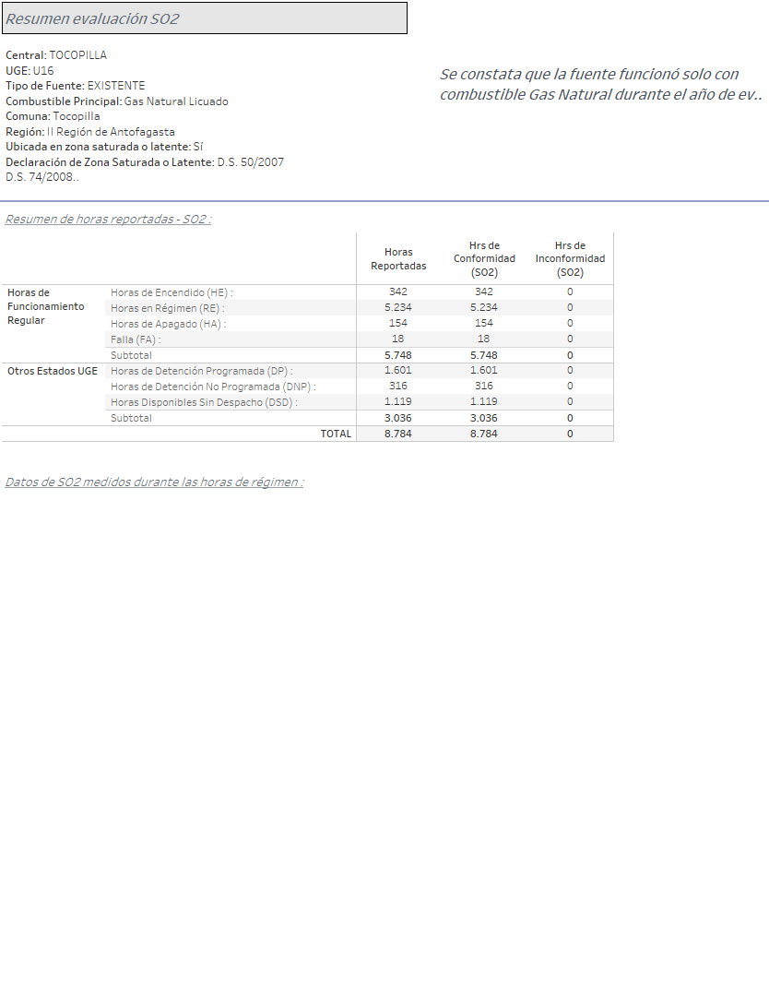 Resumen evaluación SO2
Central: TOCOPILLA
UGE: U16
Tipo de Fuente: EXISTENTE
Combustible Principal: Gas Natural Licuado
Comuna: Tocopilla
Región: II Región de Antofagasta
Ubicada en zona saturada o latente: Sí
Declaración de Zona Saturada o Latente: D.S. 50/2007
D.S. 74/2008..
Se constata que la fuente funcionó solo con
combustible Gas Natural durante el año de ev..
Resumen de horas reportadas - SO2 :
Horas Reportadas Hrs de Conformidad (SO2) Hrs de Inconformidad (SO2)
Horas de Funcionamiento Regular
Horas de Encendido (HE) : 342 342 0
Horas en Régimen (RE) : 5.234 5.234 0
Horas de Apagado (HA) : 154 154 0
Falla (FA) : 18 18 0
Subtotal 5.748 5.748 0
Otros Estados UGE Horas de Detención Programada (DP) : 1.601 1.601 0
Horas de Detención No Programada (DNP) : 316 316 0
Horas Disponibles Sin Despacho (DSD) : 1.119 1.119 0
Subtotal 3.036 3.036 0
TOTAL 8.784 8.784 0
Datos de SO2 medidos durante las horas de régimen :